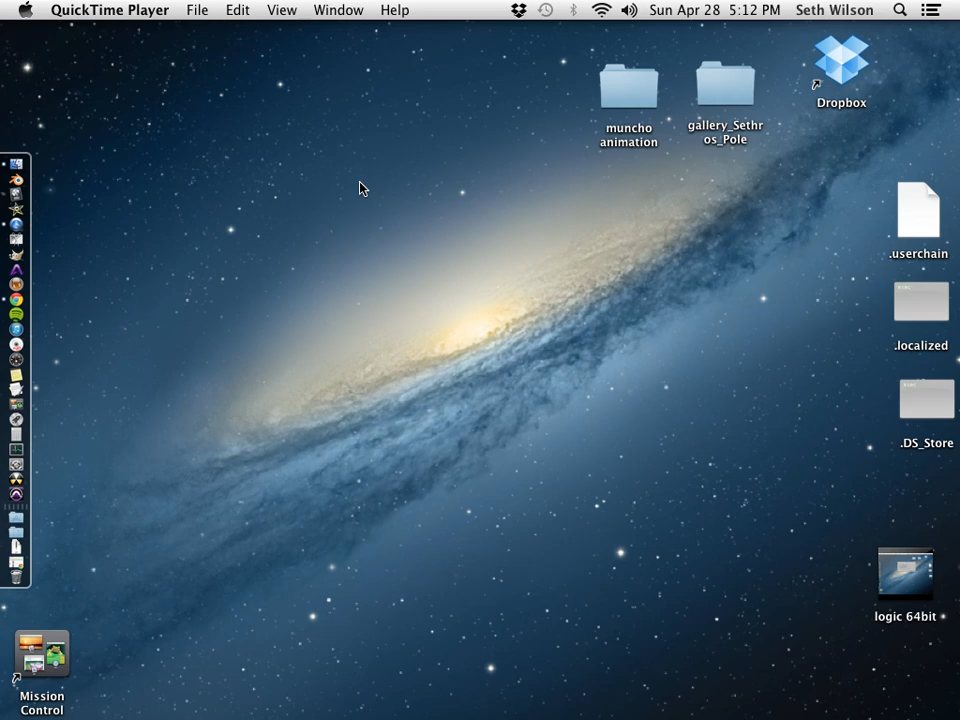 QuickTime Player File Edit View Window Help Sun Apr 28 5:12 PM Seth Wilson
Dropbox
muncho
animation
gallery_Sethr
os_Pole
.userchain
.localized
.DS_Store
logic 64bit
Mission
Control